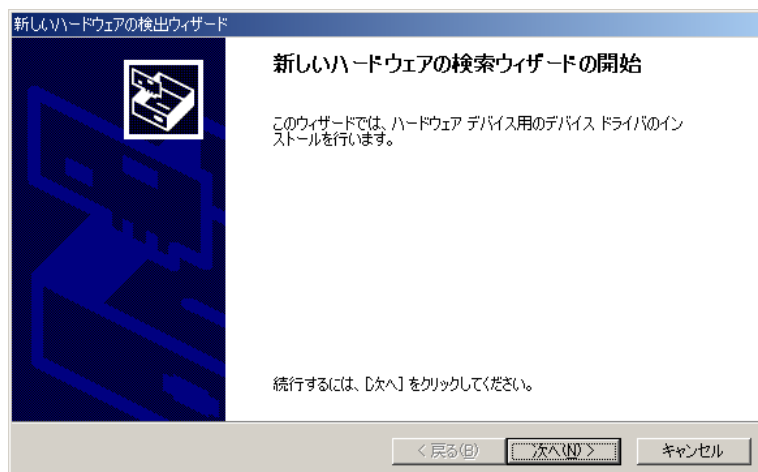 新しいハードウェアの検出ウィザード
新しいハードウェアの検索ウィザードの開始
このウィザードでは、ハードウェア デバイス用のデバイス ドライバのイン
ストールを行います。
続行するには、[次へ] をクリックしてください。
< 戻る(B)
次へ(N) >
キャンセル